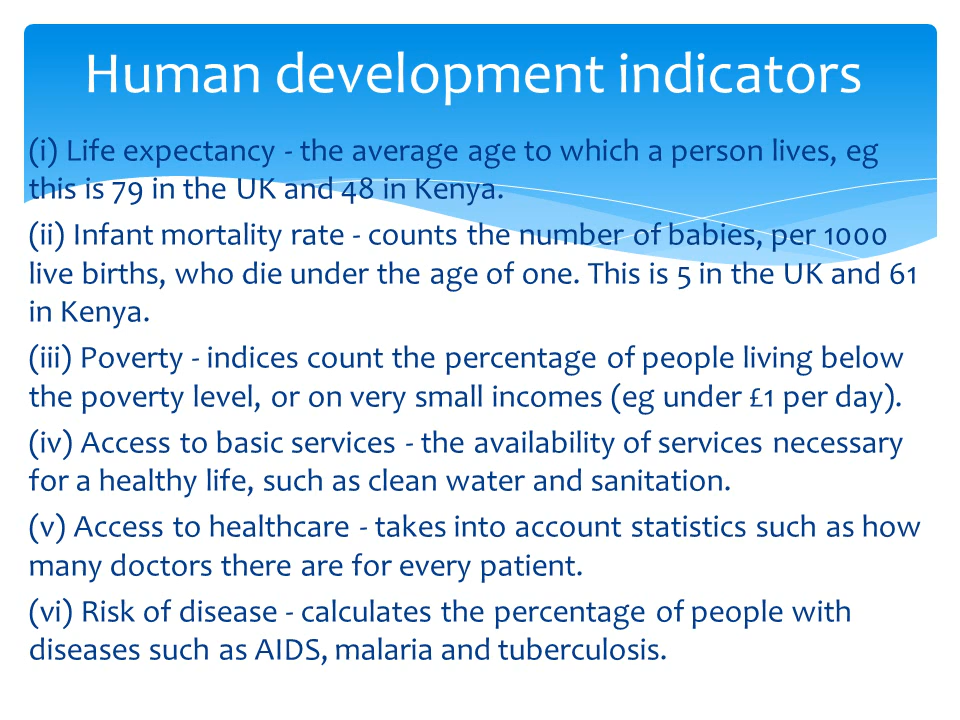 Human development indicators
(i) Life expectancy - the average age to which a person lives, eg
this is 79 in the UK and 48 in Kenya.
(ii) Infant mortality rate - counts the number of babies, per 1000
live births, who die under the age of one. This is 5 in the UK and 61
in Kenya.
(iii) Poverty - indices count the percentage of people living below
the poverty level, or on very small incomes (eg under £1 per day).
(iv) Access to basic services - the availability of services necessary
for a healthy life, such as clean water and sanitation.
(v) Access to healthcare - takes into account statistics such as how
many doctors there are for every patient.
(vi) Risk of disease - calculates the percentage of people with
diseases such as AIDS, malaria and tuberculosis.